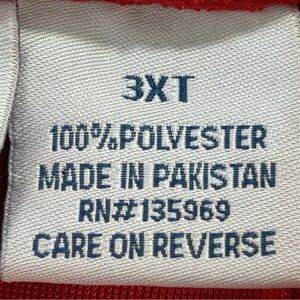 3XT
100%POLYESTER
MADE IN PAKISTAN
RN#135969
CARE ON REVERSE